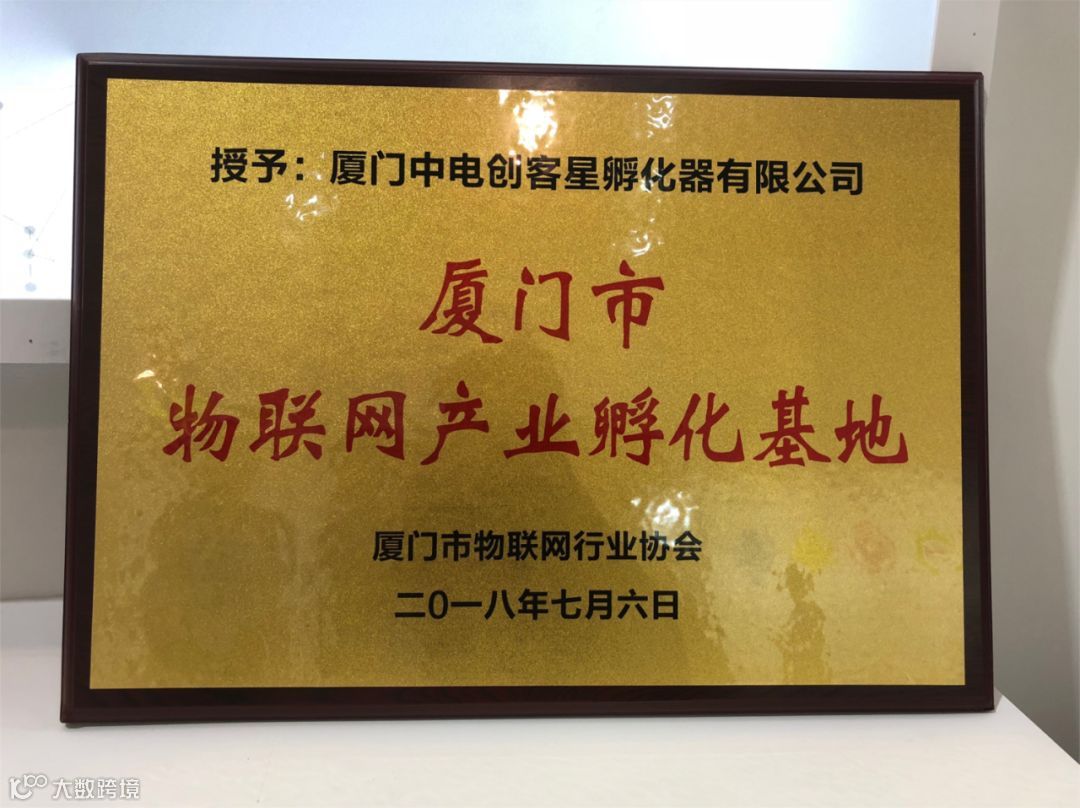 授予：厦门中电创客星孵化器有限公司
厦门市
物联网产业孵化基地
厦门市物联网行业协会
二0一八年七月六日
大数跨境